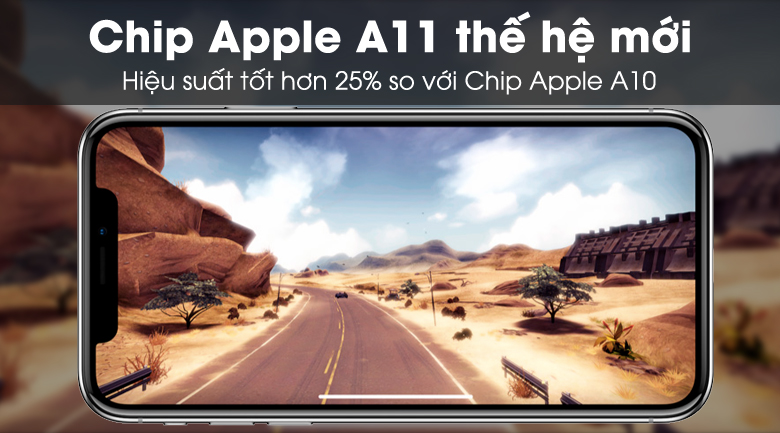 Chip Apple A11 thế hệ mới
Hiệu suất tốt hơn 25% so với Chip Apple A10